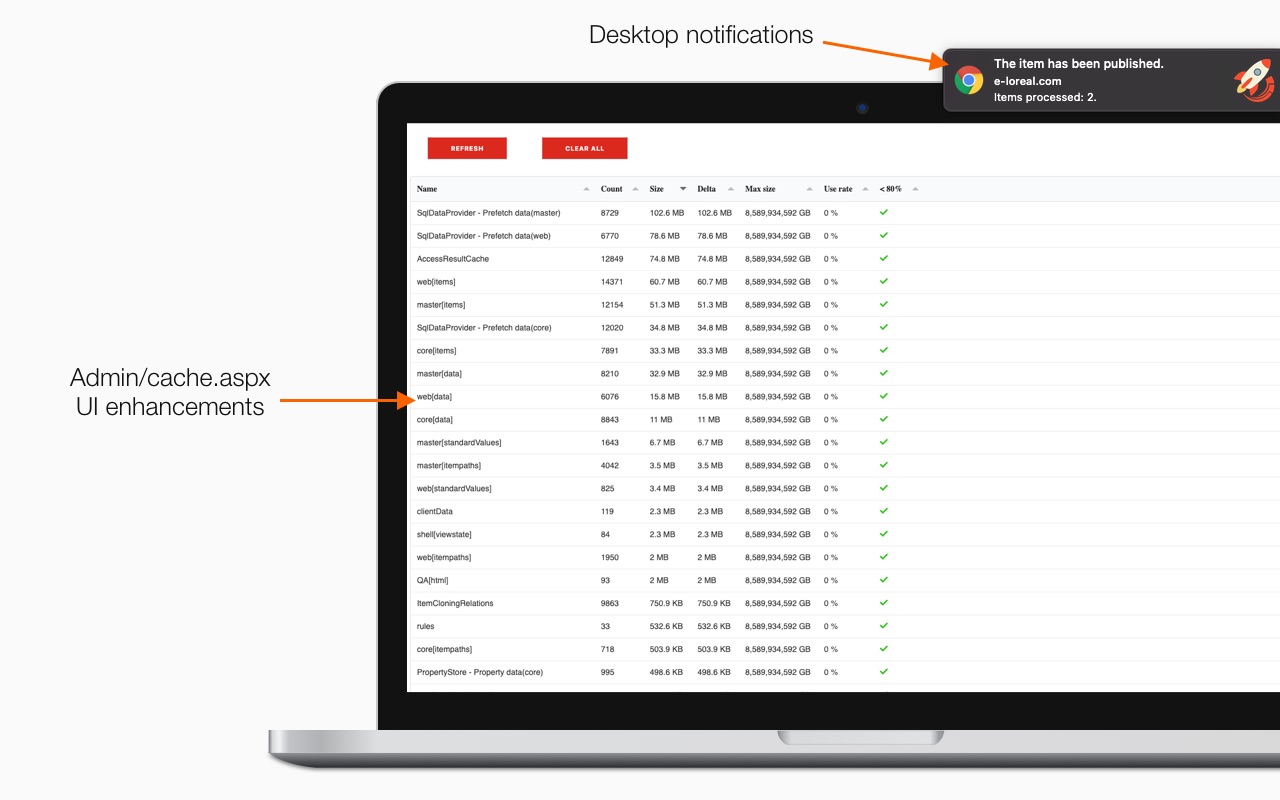 Desktop notifications
The item has been published.
e-loreal.com
Items processed: 2.
REFRESH CLEAR ALL
Name Count Size Delta Max size Use rate < 80%
SqlDataProvider - Prefetch data(master) 8729 102.6 MB 102.6 MB 8,589,934,592 GB 0 %
SqlDataProvider - Prefetch data(web) 6770 78.6 MB 78.6 MB 8,589,934,592 GB 0 %
AccessResultCache 12849 74.8 MB 74.8 MB 8,589,934,592 GB 0 %
web[items] 14371 60.7 MB 60.7 MB 8,589,934,592 GB 0 %
master[items] 12154 51.3 MB 51.3 MB 8,589,934,592 GB 0 %
SqlDataProvider - Prefetch data(core) 12020 34.8 MB 34.8 MB 8,589,934,592 GB 0 %
core[items] 7891 33.3 MB 33.3 MB 8,589,934,592 GB 0 %
master[data] 8210 32.9 MB 32.9 MB 8,589,934,592 GB 0 %
Admin/cache.aspx
UI enhancements
web[data] 6076 15.8 MB 15.8 MB 8,589,934,592 GB 0 %
core[data] 8843 11 MB 11 MB 8,589,934,592 GB 0 %
master[standardValues] 1643 6.7 MB 6.7 MB 8,589,934,592 GB 0 %
master[itempaths] 4042 3.5 MB 3.5 MB 8,589,934,592 GB 0 %
web[standardValues] 825 3.4 MB 3.4 MB 8,589,934,592 GB 0 %
clientData 119 2.3 MB 2.3 MB 8,589,934,592 GB 0 %
shell[viewstate] 84 2.3 MB 2.3 MB 8,589,934,592 GB 0 %
web[itempaths] 1950 2 MB 2 MB 8,589,934,592 GB 0 %
QA[html] 93 2 MB 2 MB 8,589,934,592 GB 0 %
ItemCloningRelations 9863 750.9 KB 750.9 KB 8,589,934,592 GB 0 %
rules 33 532.6 KB 532.6 KB 8,589,934,592 GB 0 %
core[itempaths] 718 503.9 KB 503.9 KB 8,589,934,592 GB 0 %
PropertyStore - Property data(core) 995 498.6 KB 498.6 KB 8,589,934,592 GB 0 %